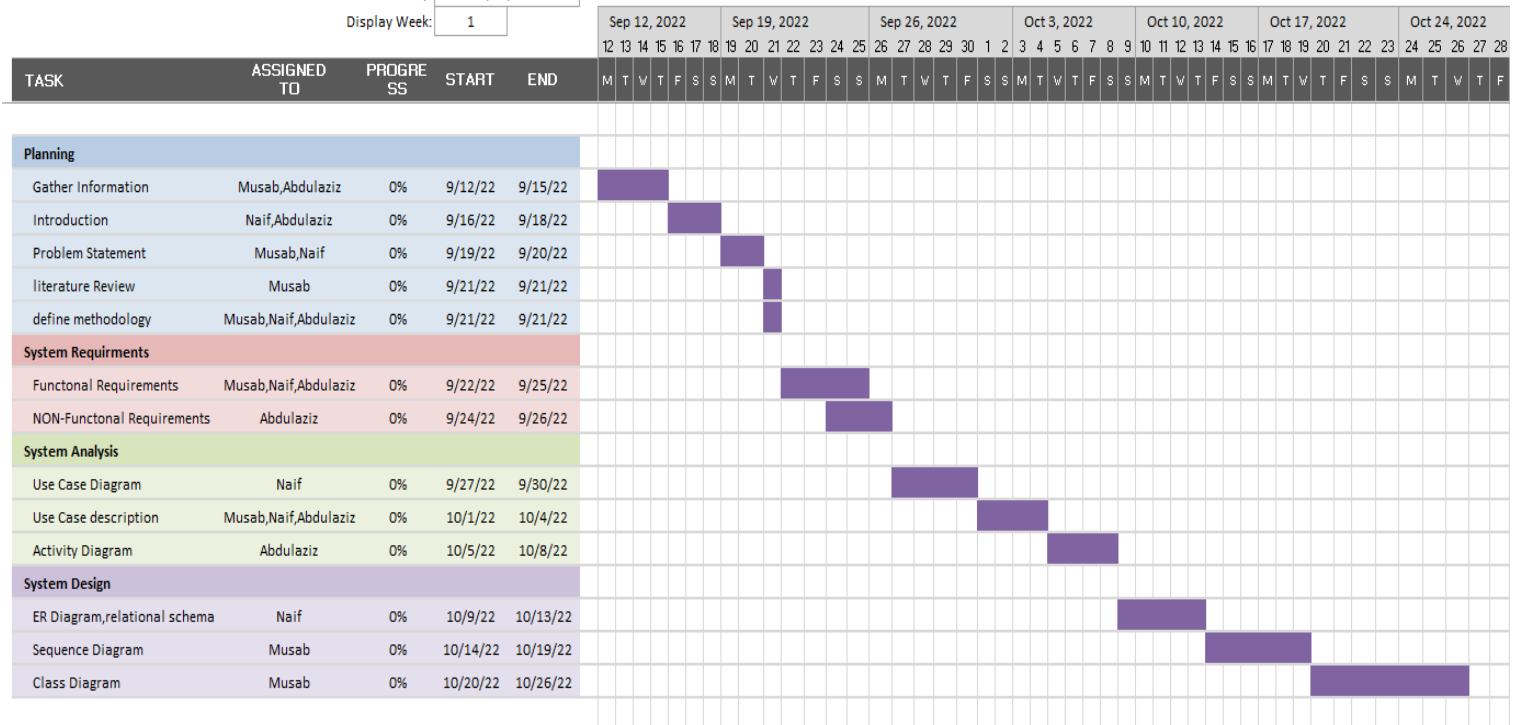 Display Week: 1
Sep 12, 2022 Sep 19, 2022 Sep 26, 2022 Oct 3, 2022 Oct 10, 2022 Oct 17, 2022 Oct 24, 2022
12 13 14 15 16 17 18 19 20 21 22 23 24 25 26 27 28 29 30 1 2 3 4 5 6 7 8 9 10 11 12 13 14 15 16 17 18 19 20 21 22 23 24 25 26 27 28
TASK ASSIGNED TO PROGRESS START END M T W T F S S M T W T F S S M T W T F S S M T W T F S S M T W T F S S M T W T F S S M T W T F
Planning
Gather Information Musab,Abdulaziz 0% 9/12/22 9/15/22
Introduction Naif,Abdulaziz 0% 9/16/22 9/18/22
Problem Statement Musab,Naif 0% 9/19/22 9/20/22
literature Review Musab 0% 9/21/22 9/21/22
define methodology Musab,Naif,Abdulaziz 0% 9/21/22 9/21/22
System Requirments
Functonal Requirements Musab,Naif,Abdulaziz 0% 9/22/22 9/25/22
NON-Functonal Requirements Abdulaziz 0% 9/24/22 9/26/22
System Analysis
Use Case Diagram Naif 0% 9/27/22 9/30/22
Use Case description Musab,Naif,Abdulaziz 0% 10/1/22 10/4/22
Activity Diagram Abdulaziz 0% 10/5/22 10/8/22
System Design
ER Diagram,relational schema Naif 0% 10/9/22 10/13/22
Sequence Diagram Musab 0% 10/14/22 10/19/22
Class Diagram Musab 0% 10/20/22 10/26/22